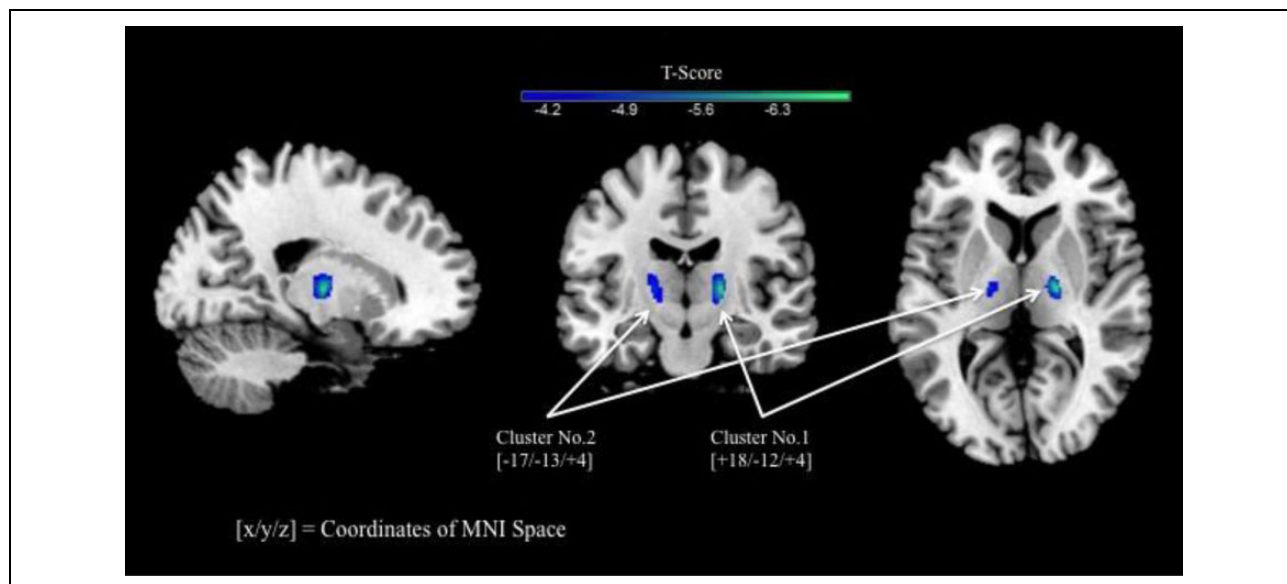 T-Score
-4.2 -4.9 -5.6 -6.3
Cluster No.2
[-17/-13/+4]
Cluster No.1
[+18/-12/+4]
[x/y/z] = Coordinates of MNI Space